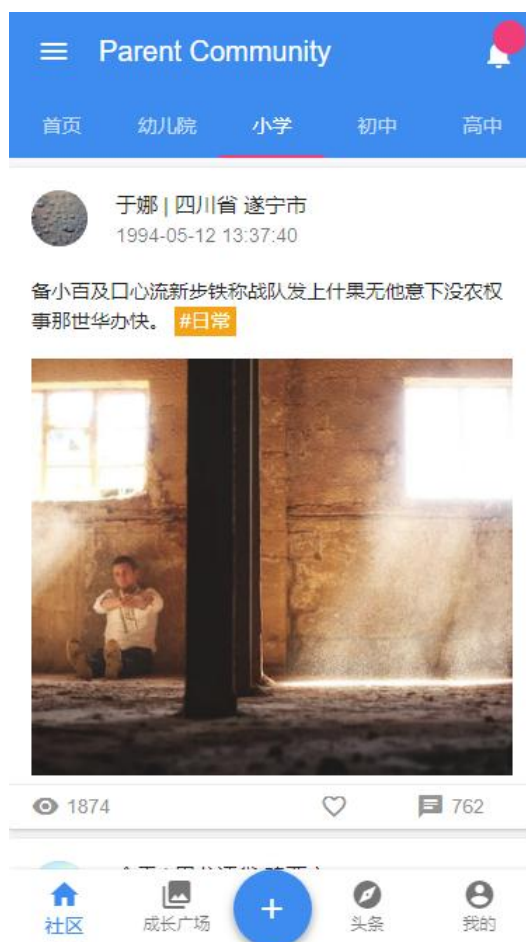 Parent Community
首页 幼儿院 小学 初中 高中
于娜 | 四川省 遂宁市
1994-05-12 13:37:40
备小百及口心流新步铁称战队发上什果无他意下没农权
事那世华办快。 #日常
1874 762
社区 成长广场 头条 我的